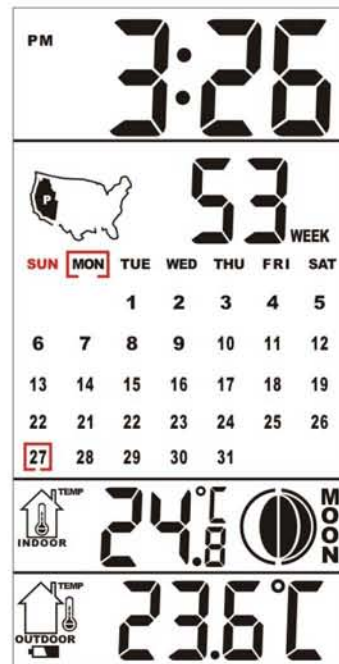 PM 3:26
P
53 WEEK
SUN MON TUE WED THU FRI SAT
1 2 3 4 5
6 7 8 9 10 11 12
13 14 15 16 17 18 19
22 21 22 23 24 25 26
27 28 29 30 31
TEMP
INDOOR
24.8°C
MOON
TEMP
OUTDOOR
23.6°C